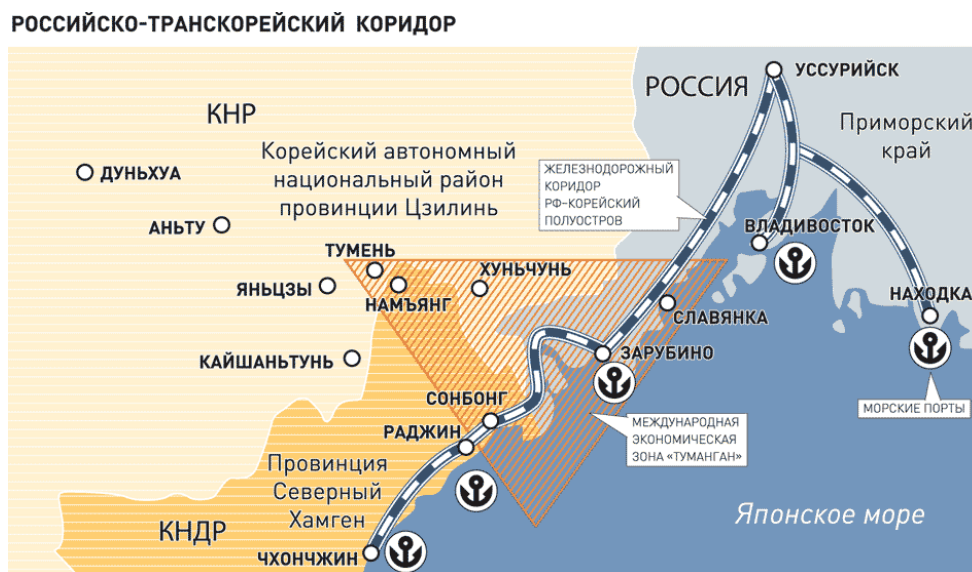 РОССИЙСКО-ТРАНСКОРЕЙСКИЙ КОРИДОР
УССУРИЙСК
РОССИЯ
КНР
Приморский
край
Корейский автономный
национальный район
провинции Цзилинь
ЖЕЛЕЗНОДОРОЖНЫЙ
КОРИДОР
РФ-КОРЕЙСКИЙ
ПОЛУОСТРОВ
ДУНЬХУА
АНЬТУ
ВЛАДИВОСТОК
ТУМЕНЬ
ХУНЬЧУНЬ
ЯНЬЦЗЫ
НАМЪЯНГ
НАХОДКА
СЛАВЯНКА
КАЙШАНЬТУНЬ
ЗАРУБИНО
СОНБОНГ
МОРСКИЕ ПОРТЫ
РАДЖИН
МЕЖДУНАРОДНАЯ
ЭКОНОМИЧЕСКАЯ
ЗОНА «ТУМАНГАН»
Провинция
Северный
Хамген
КНДР
Японское море
ЧХОНЧЖИН